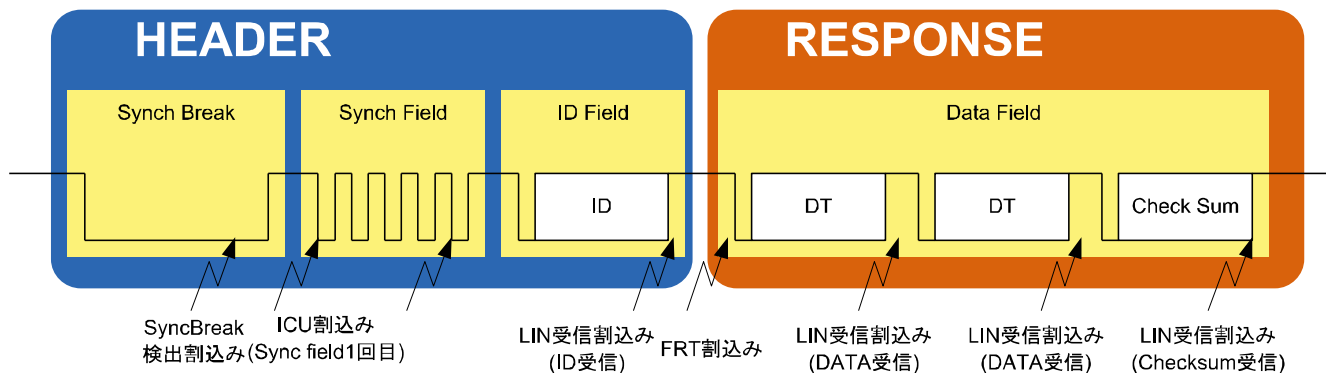 HEADER
RESPONSE
Synch Break
Synch Field
ID Field
Data Field
ID
DT
DT
Check Sum
SyncBreak
検出割込み
ICU割込み
(Sync field1回目)
LIN受信割込み
(ID受信)
FRT割込み
LIN受信割込み
(DATA受信)
LIN受信割込み
(DATA受信)
LIN受信割込み
(Checksum受信)